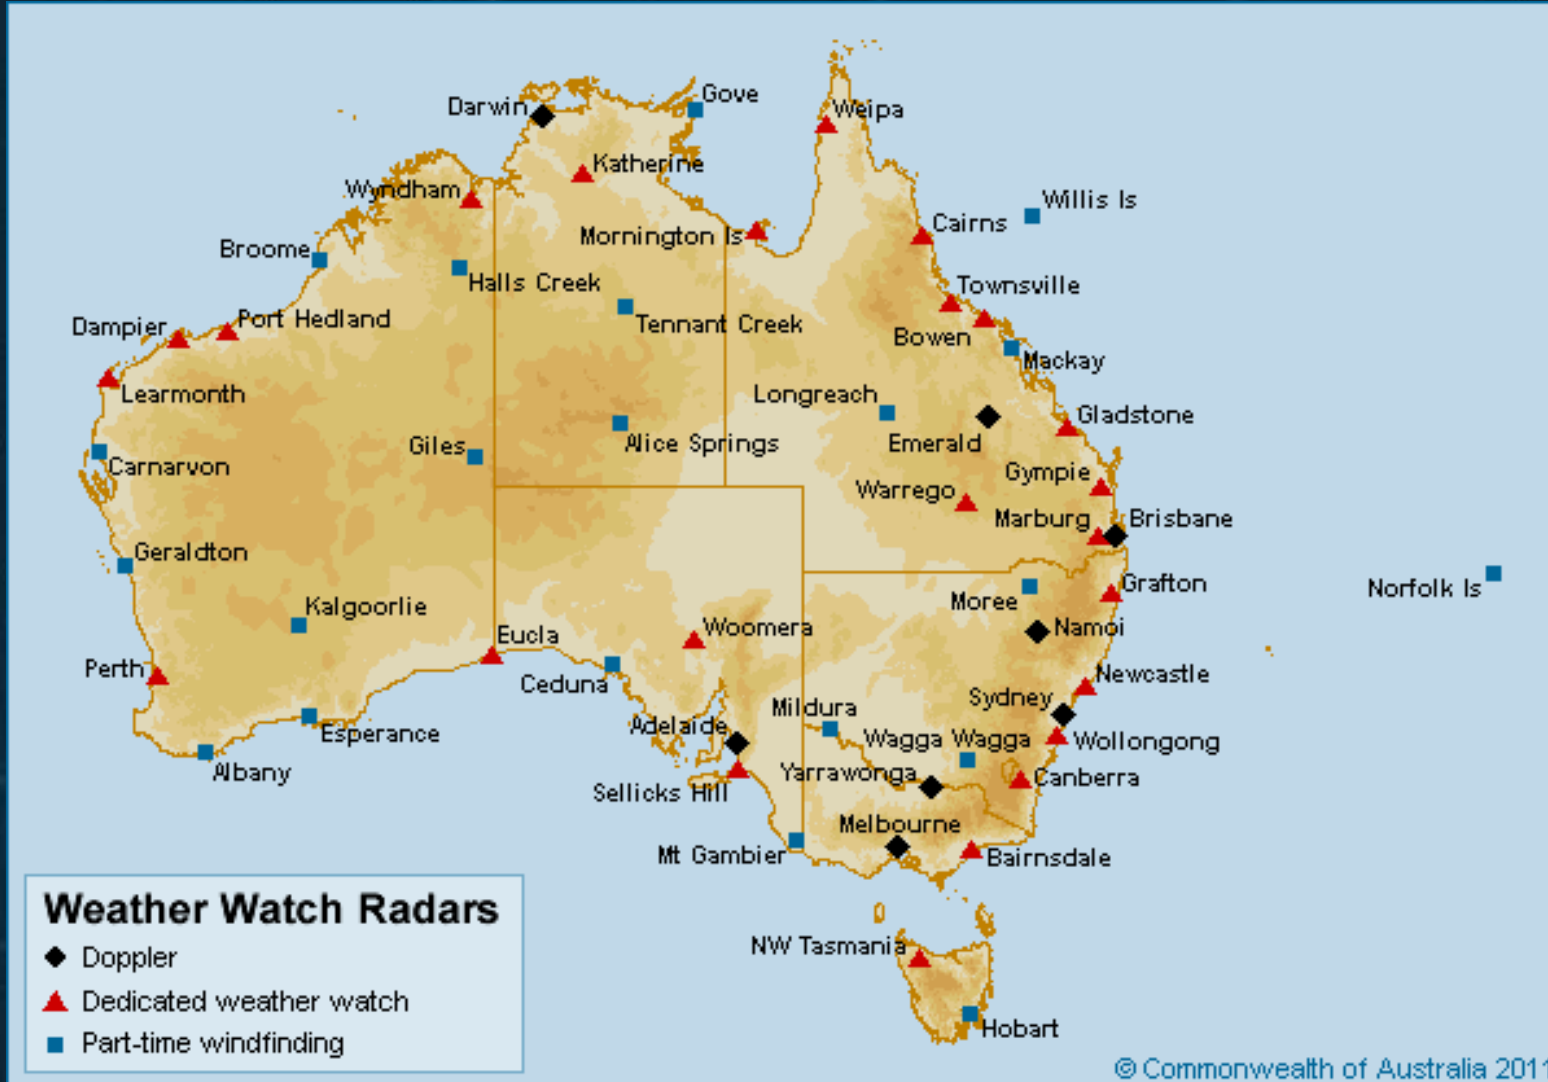 Darwin
Gove
Weipa
Katherine
Wyndham
Willis Is
Mornington Is
Cairns
Broome
Halls Creek
Townsville
Dampier
Port Hedland
Tennant Creek
Bowen
Mackay
Learmonth
Longreach
Gladstone
Giles
Alice Springs
Emerald
Carnarvon
Gympie
Warrego
Marburg
Brisbane
Geraldton
Grafton
Norfolk Is
Kalgoorlie
Moree
Eucla
Woomera
Namoi
Perth
Ceduna
Newcastle
Sydney
Esperance
Adelaide
Mildura
Wagga Wagga
Wollongong
Albany
Sellicks Hill
Yarrawonga
Canberra
Melbourne
Mt Gambier
Bairnsdale
NW Tasmania
Hobart
Weather Watch Radars
Doppler
Dedicated weather watch
Part-time windfinding
© Commonwealth of Australia 2011